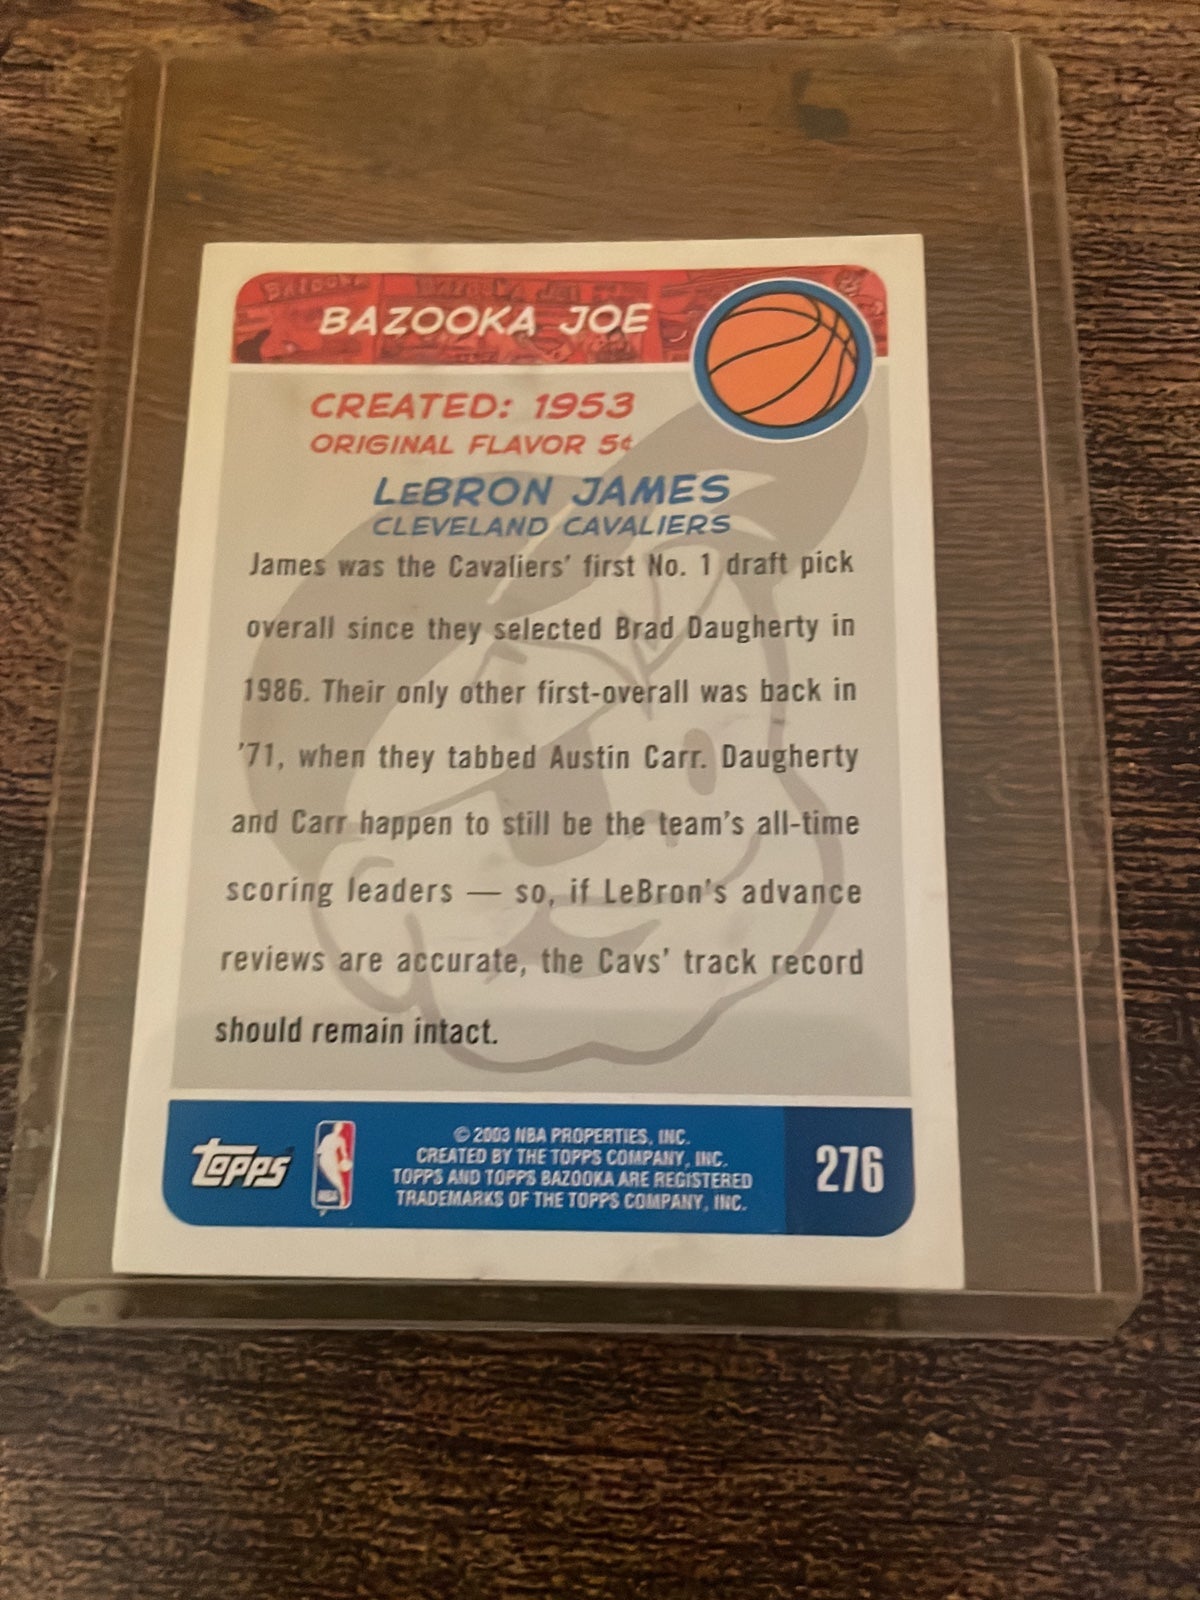 BAZOOKA JOE
CREATED: 1953
ORIGINAL FLAVOR 5¢
LeBRON JAMES
CLEVELAND CAVALIERS
James was the Cavaliers' first No. 1 draft pick
overall since they selected Brad Daugherty in
1986. Their only other first-overall was back in
'71, when they tabbed Austin Carr. Daugherty
and Carr happen to still be the team's all-time
scoring leaders — so, if LeBron's advance
reviews are accurate, the Cavs' track record
should remain intact.
topps
NBA
© 2003 NBA PROPERTIES, INC.
CREATED BY THE TOPPS COMPANY, INC.
TOPPS AND TOPPS BAZOOKA ARE REGISTERED
TRADEMARKS OF THE TOPPS COMPANY, INC.
276